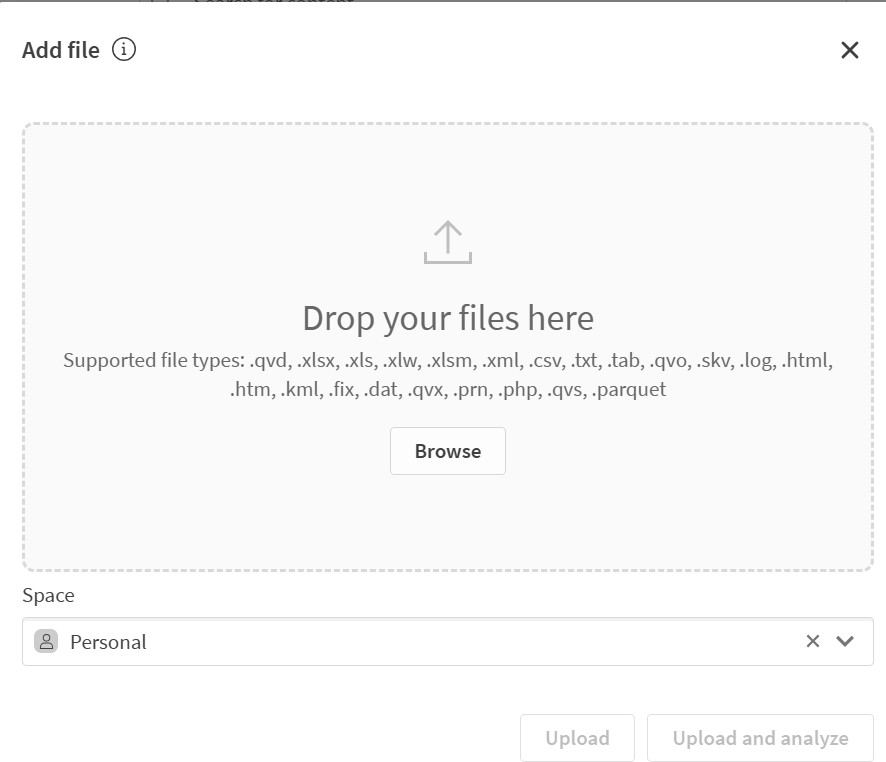 Add file
Drop your files here
Supported file types: .qvd, .xlsx, .xls, .xlw, .xlsm, .xml, .csv, .txt, .tab, .qvo, .skv, .log, .html,
.htm, .kml, .fix, .dat, .qvx, .prn, .php, .qvs, .parquet
Browse
Space
Personal
Upload
Upload and analyze